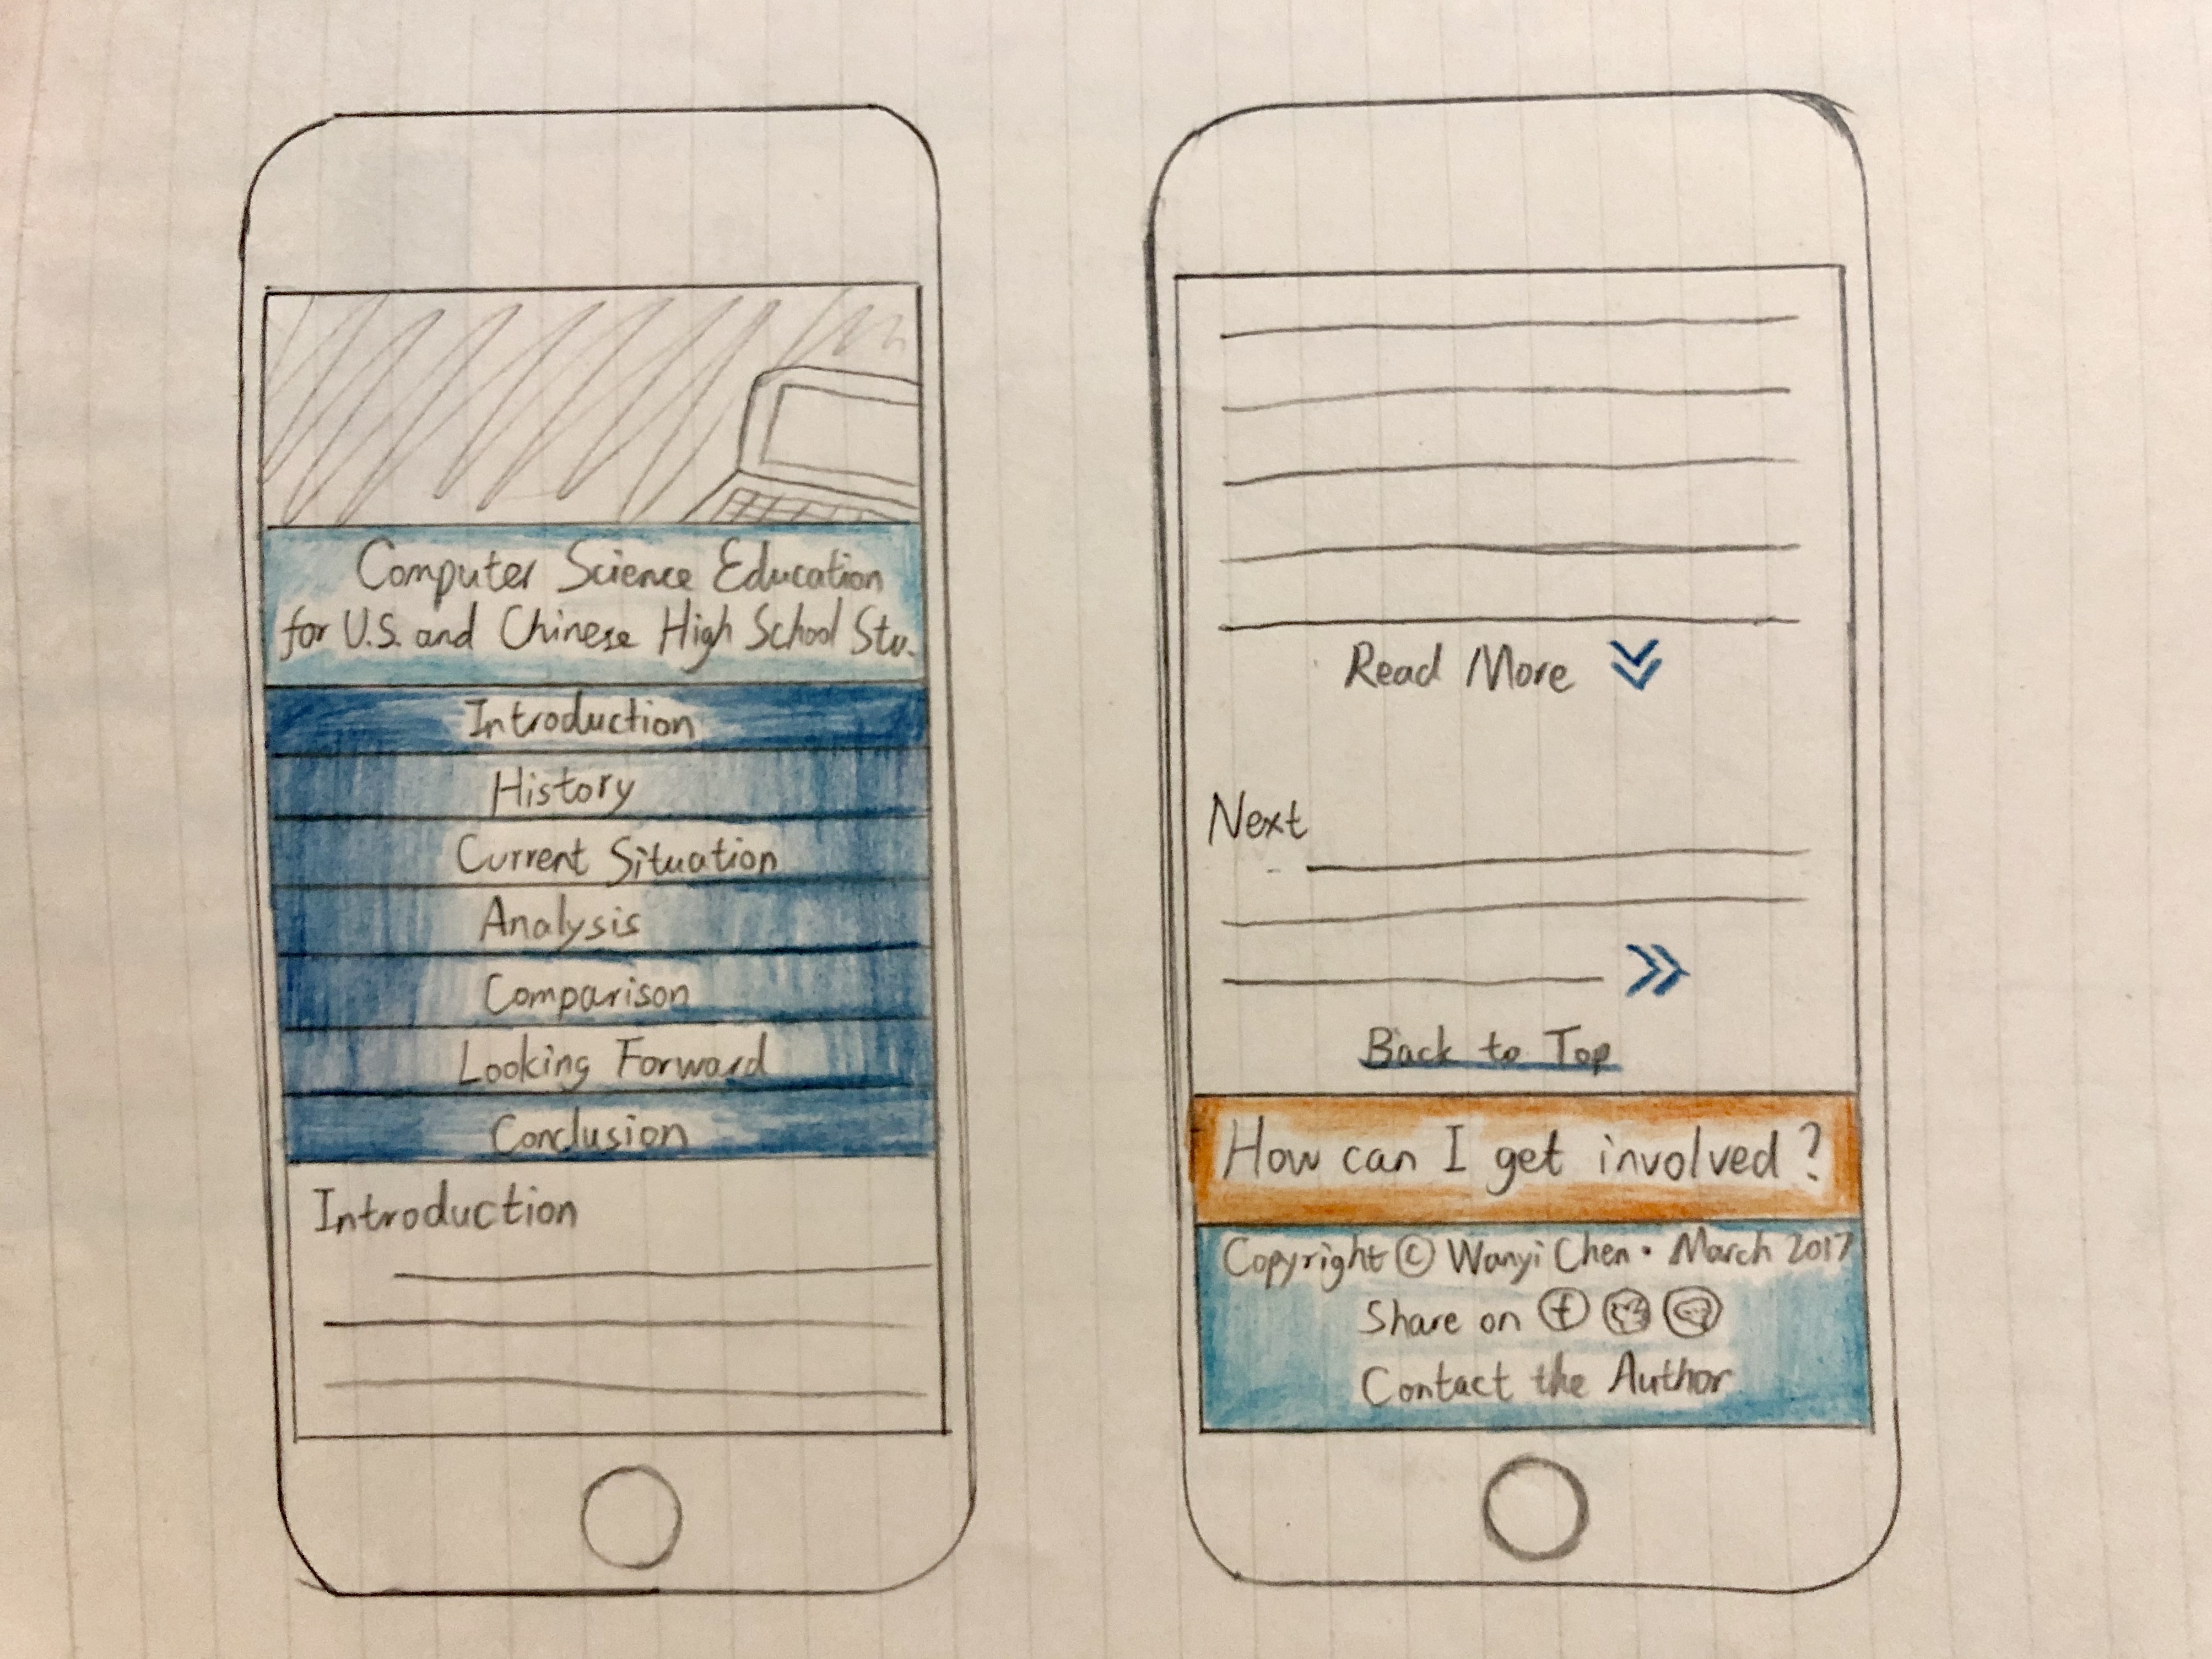 Computer Science Education
for U.S. and Chinese High School Stu.
Introduction
History
Current Situation
Analysis
Comparison
Looking Forward
Conclusion
Introduction
Read More
Next
Back to Top
How can I get involved?
Copyright © Wanyi Chen • March 2017
Share on f
Contact the Author